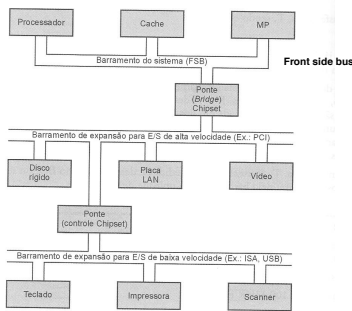 Processador
Cache
MP
Barramento do sistema (FSB)
Front side bus
Ponte
(Bridge)
Chipset
Barramento de expansão para E/S de alta velocidade (Ex.: PCI)
Disco
rígido
Placa
LAN
Vídeo
Ponte
(controle Chipset)
Barramento de expansão para E/S de baixa velocidade (Ex.: ISA, USB)
Teclado
Impressora
Scanner